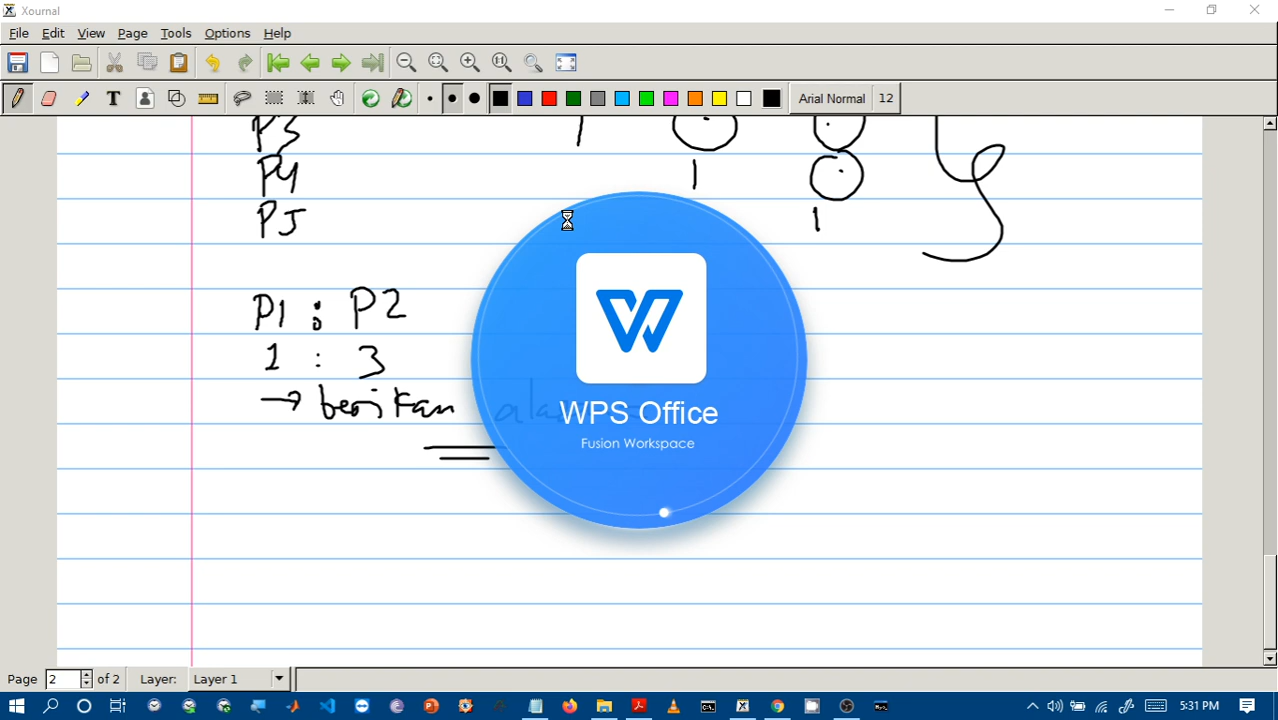 Xournal
File Edit View Page Tools Options Help
Arial Normal 12
P3 1
P4 1
P5 1
P1 : P2
1 : 3
→ berikan
WPS Office
Fusion Workspace
Page 2 of 2 Layer: Layer 1
5:31 PM